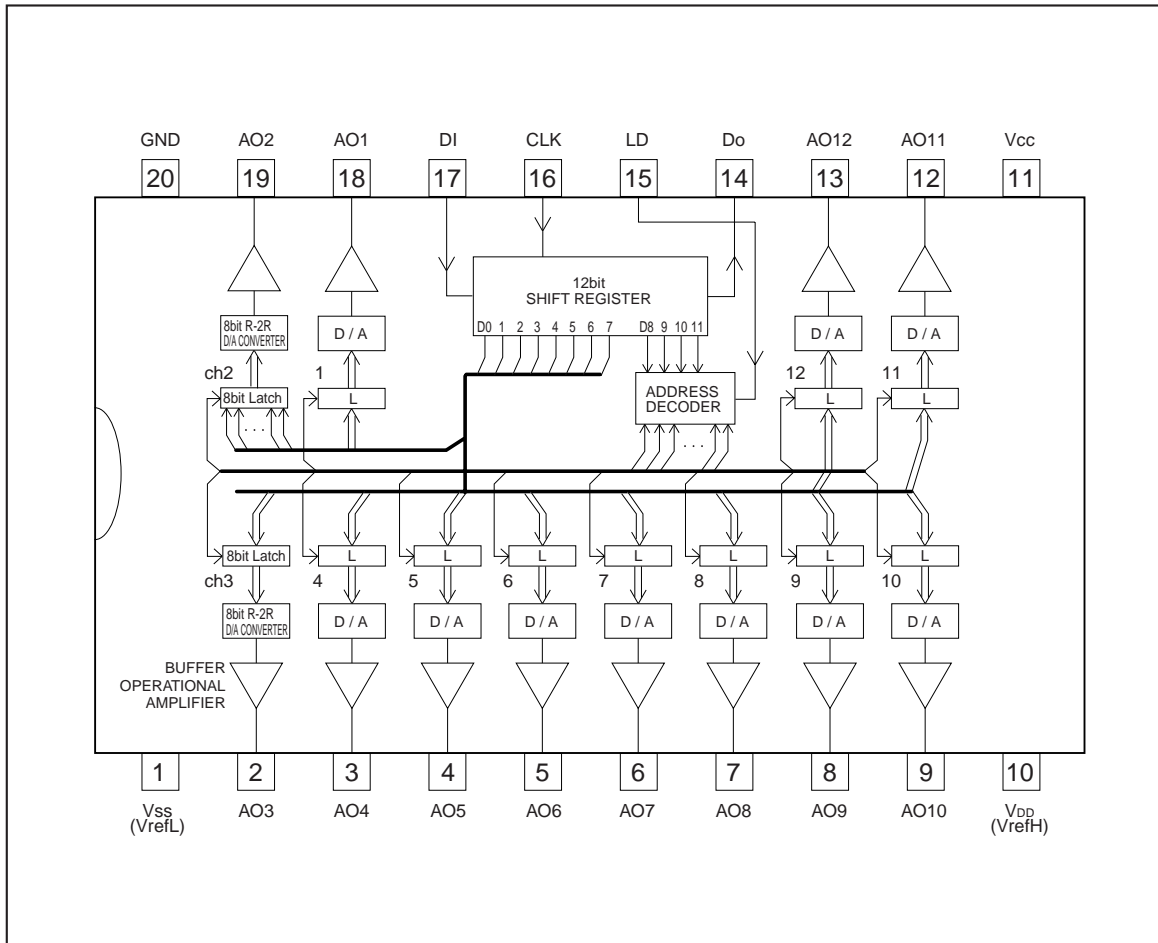 GND AO2 AO1 DI CLK LD Do AO12 AO11 Vcc
20 19 18 17 16 15 14 13 12 11
12bit
SHIFT REGISTER
D0 1 2 3 4 5 6 7 D8 9 10 11
8bit R-2R
D/A CONVERTER
D / A
D / A
D / A
ch2
1
12
11
8bit Latch
L
ADDRESS
DECODER
L
L
. . .
. . .
8bit Latch
L
L
L
L
L
L
L
ch3
4
5
6
7
8
9
10
8bit R-2R
D/A CONVERTER
D / A
D / A
D / A
D / A
D / A
D / A
D / A
BUFFER
OPERATIONAL
AMPLIFIER
1 2 3 4 5 6 7 8 9 10
Vss
(VrefL)
AO3 AO4 AO5 AO6 AO7 AO8 AO9 AO10
VDD
(VrefH)